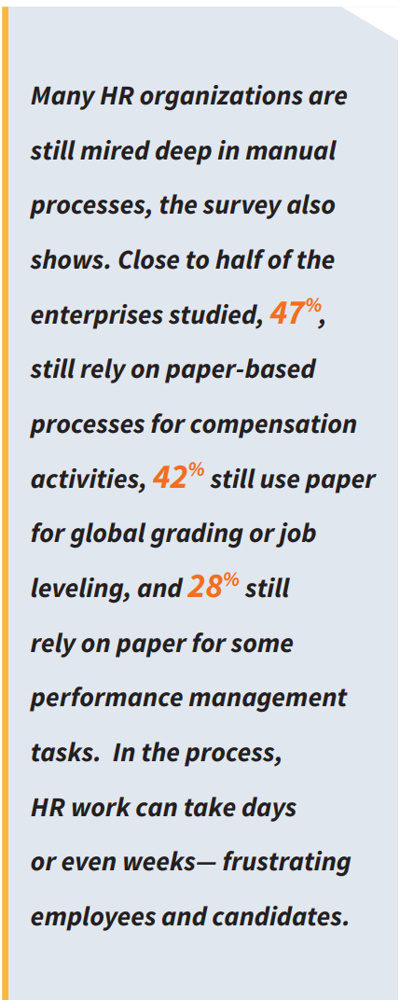 Many HR organizations are
still mired deep in manual
processes, the survey also
shows. Close to half of the
enterprises studied, 47%,
still rely on paper-based
processes for compensation
activities, 42% still use paper
for global grading or job
leveling, and 28% still
rely on paper for some
performance management
tasks.  In the process,
HR work can take days
or even weeks— frustrating
employees and candidates.